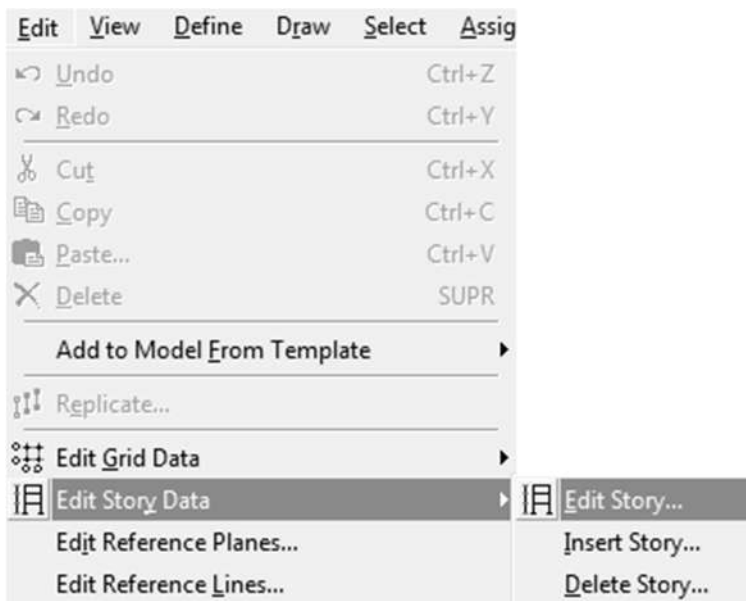 Edit View Define Draw Select Assig
Undo Ctrl+Z
Redo Ctrl+Y
Cut Ctrl+X
Copy Ctrl+C
Paste... Ctrl+V
Delete SUPR
Add to Model From Template
Replicate...
Edit Grid Data
Edit Story Data Edit Story...
Edit Reference Planes... Insert Story...
Edit Reference Lines... Delete Story...